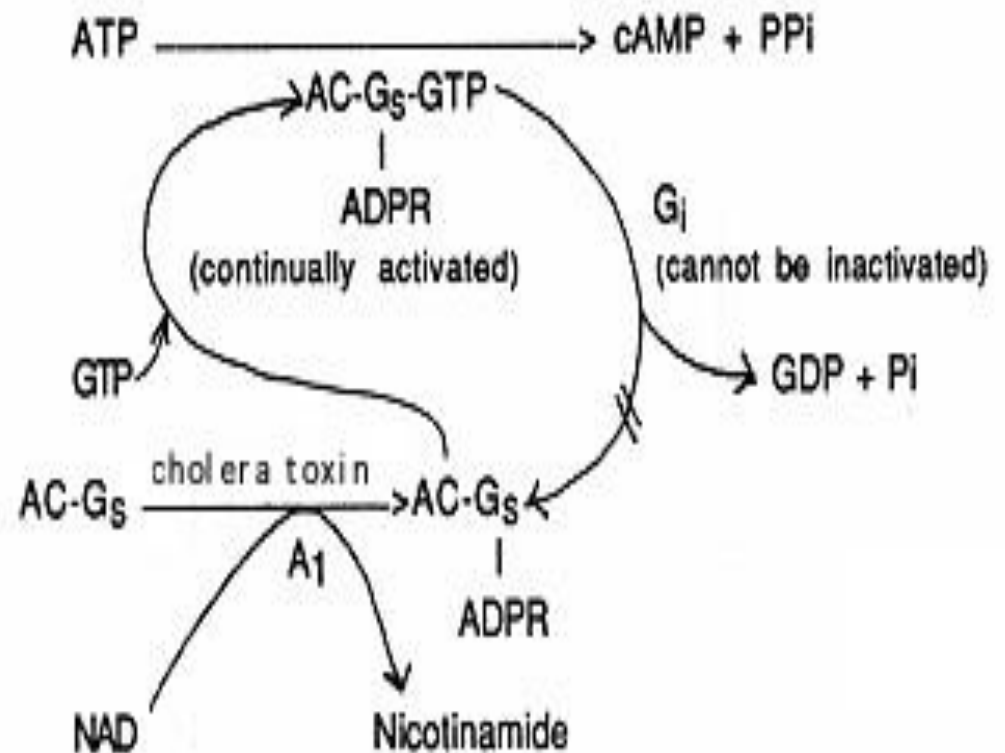 ATP -> cAMP + PPi
AC-Gs-GTP
ADPR
Gi
(continually activated)
(cannot be inactivated)
GTP
GDP + Pi
cholera toxin
AC-Gs
AC-Gs
A1
ADPR
NAD
Nicotinamide